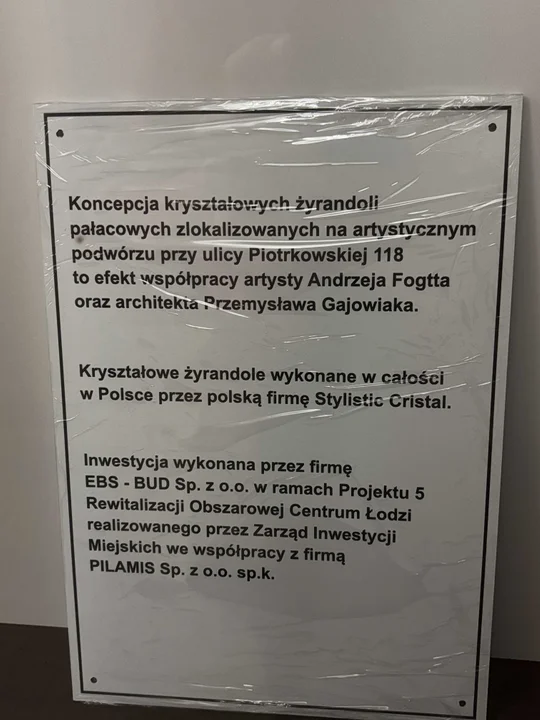 Koncepcja kryształowych żyrandoli
pałacowych zlokalizowanych na artystycznym
podwórzu przy ulicy Piotrkowskiej 118
to efekt współpracy artysty Andrzeja Fogtta
oraz architekta Przemysława Gajowiaka.
Kryształowe żyrandole wykonane w całości
w Polsce przez polską firmę Stylistic Cristal.
Inwestycja wykonana przez firmę
EBS - BUD Sp. z o.o. w ramach Projektu 5
Rewitalizacji Obszarowej Centrum Łodzi
realizowanego przez Zarząd Inwestycji
Miejskich we współpracy z firmą
PILAMIS Sp. z o.o. sp.k.